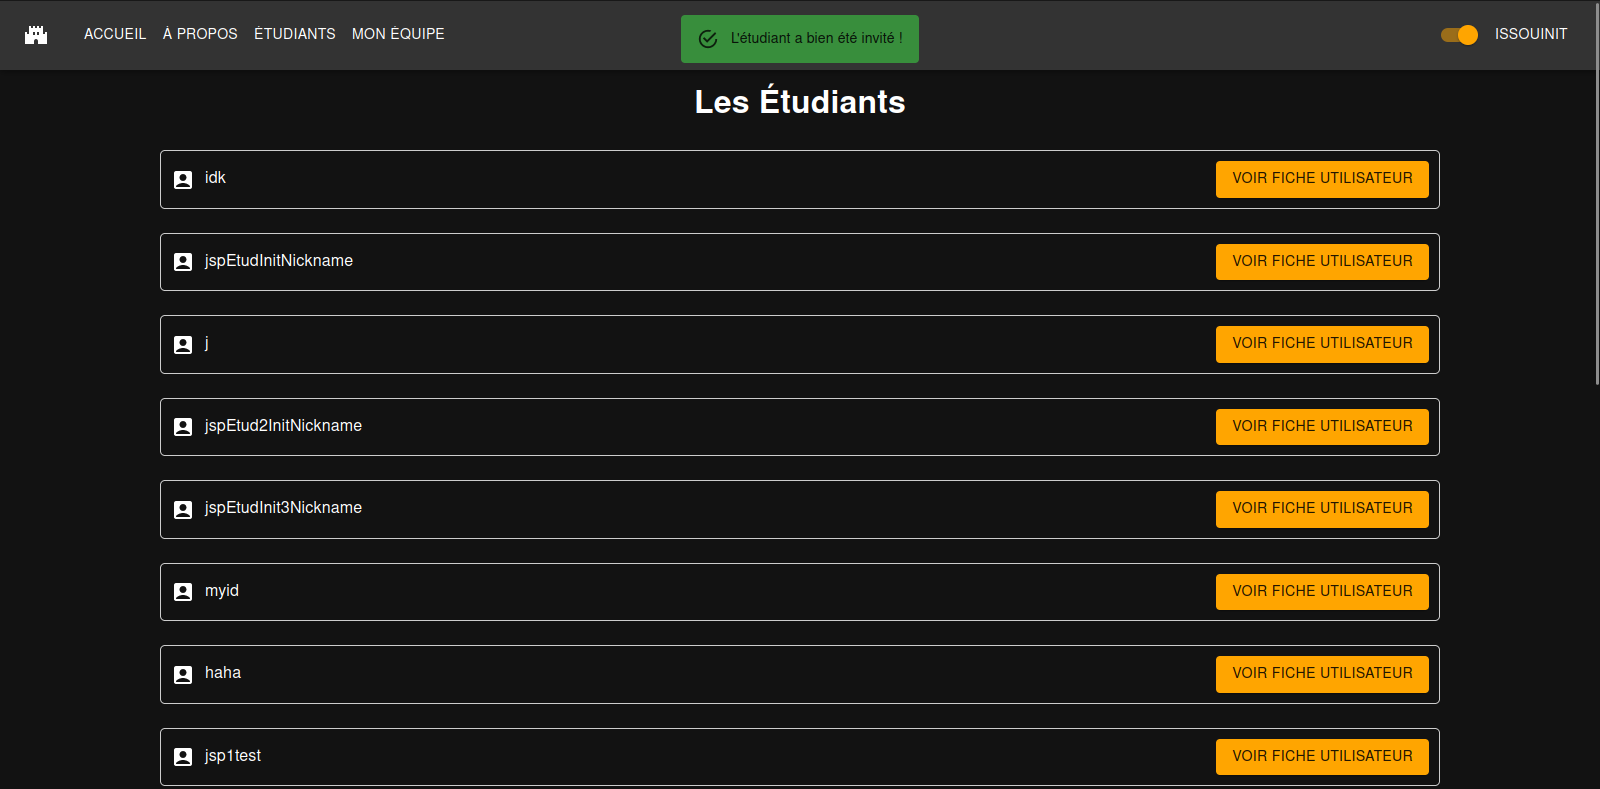 ACCUEIL À PROPOS ÉTUDIANTS MON ÉQUIPE
L'étudiant a bien été invité !
ISSOUINIT
Les Étudiants
idk VOIR FICHE UTILISATEUR
jspEtudInitNickname VOIR FICHE UTILISATEUR
j VOIR FICHE UTILISATEUR
jspEtud2InitNickname VOIR FICHE UTILISATEUR
jspEtudInit3Nickname VOIR FICHE UTILISATEUR
myid VOIR FICHE UTILISATEUR
haha VOIR FICHE UTILISATEUR
jsp1test VOIR FICHE UTILISATEUR